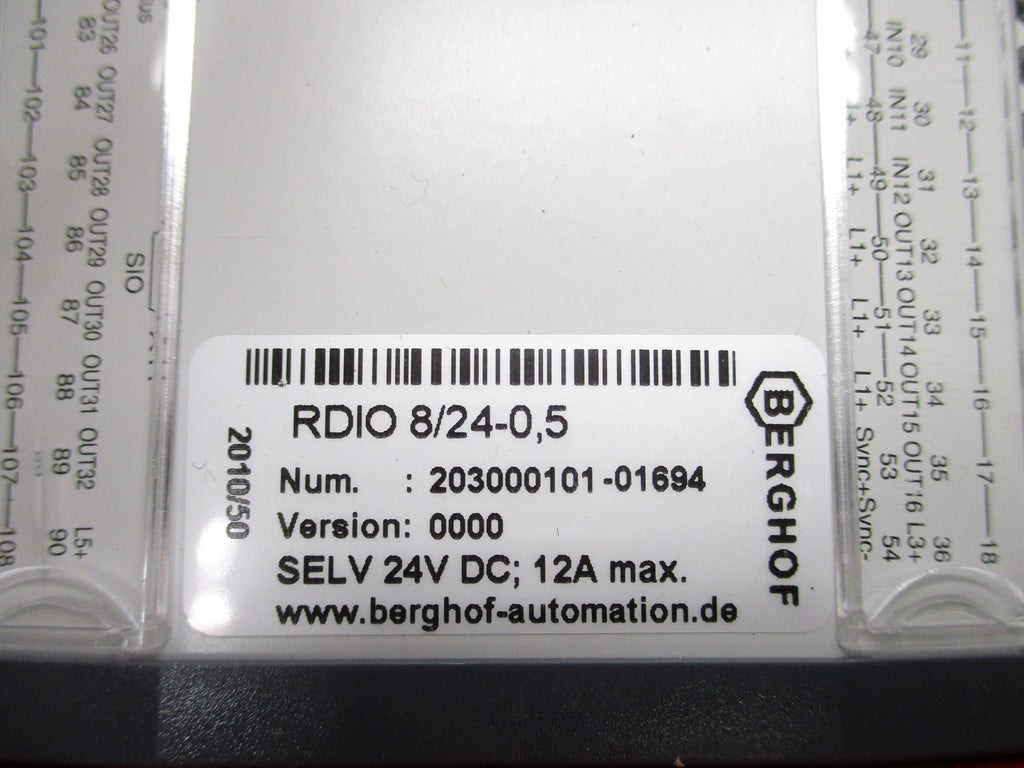 101 102 103 104 105 106 107 108
83 84 85 86 87 88 89 90
OUT26 OUT27 OUT28 OUT29 OUT30 OUT31 OUT32 L5+
SIO
RDIO 8/24-0,5
Num. : 203000101-01694
Version: 0000
SELV 24V DC; 12A max.
www.berghof-automation.de
2010/50
BERGHOF
L1+ L1+ L1+ L1+ Sync+ Sync-
47 48 49 50 51 52 53 54
IN10 IN11 IN12 OUT13 OUT14 OUT15 OUT16 L3+
29 30 31 32 33 34 35 36
11 12 13 14 15 16 17 18